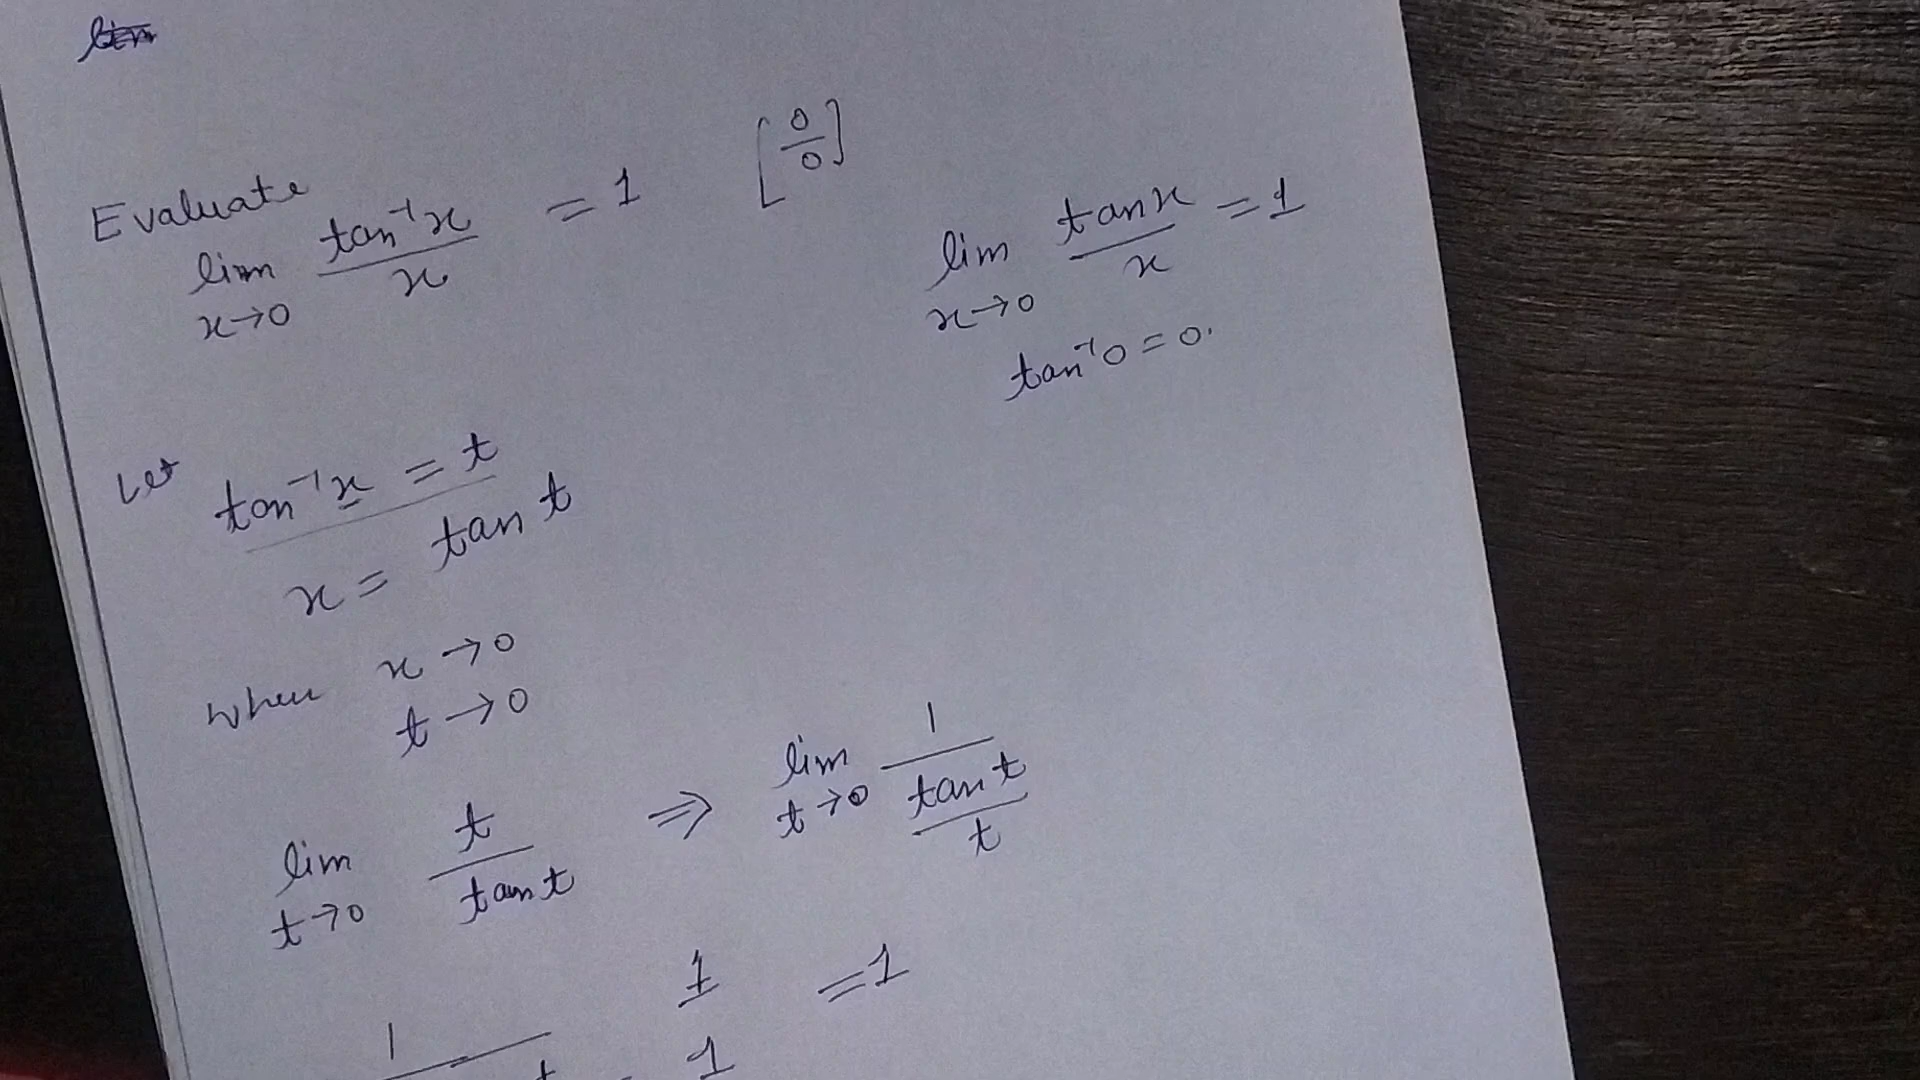 Evaluate
lim x→0 tan⁻¹x / x = 1 [0/0]
lim x→0 tan x / x = 1
tan⁻¹0 = 0.
Let tan⁻¹x = t
x = tan t
when x→0
t→0
lim t→0 t / tan t ⇒ lim t→0 1 / (tan t / t)
1 / 1 = 1